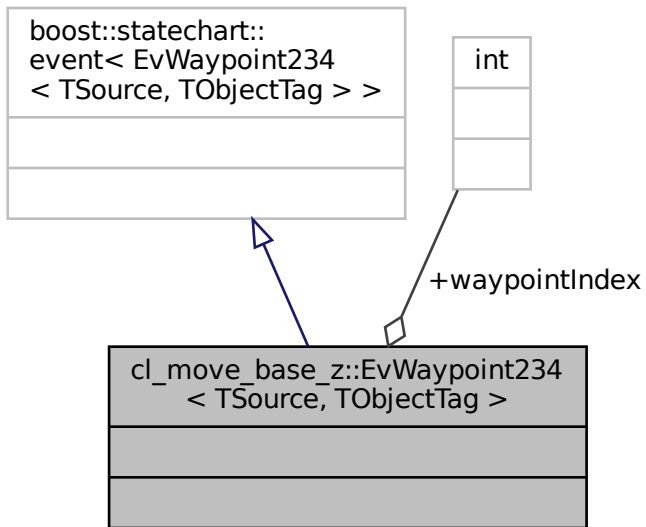 boost::statechart::
event< EvWaypoint234
< TSource, TObjectTag > >
int
+waypointIndex
cl_move_base_z::EvWaypoint234
< TSource, TObjectTag >